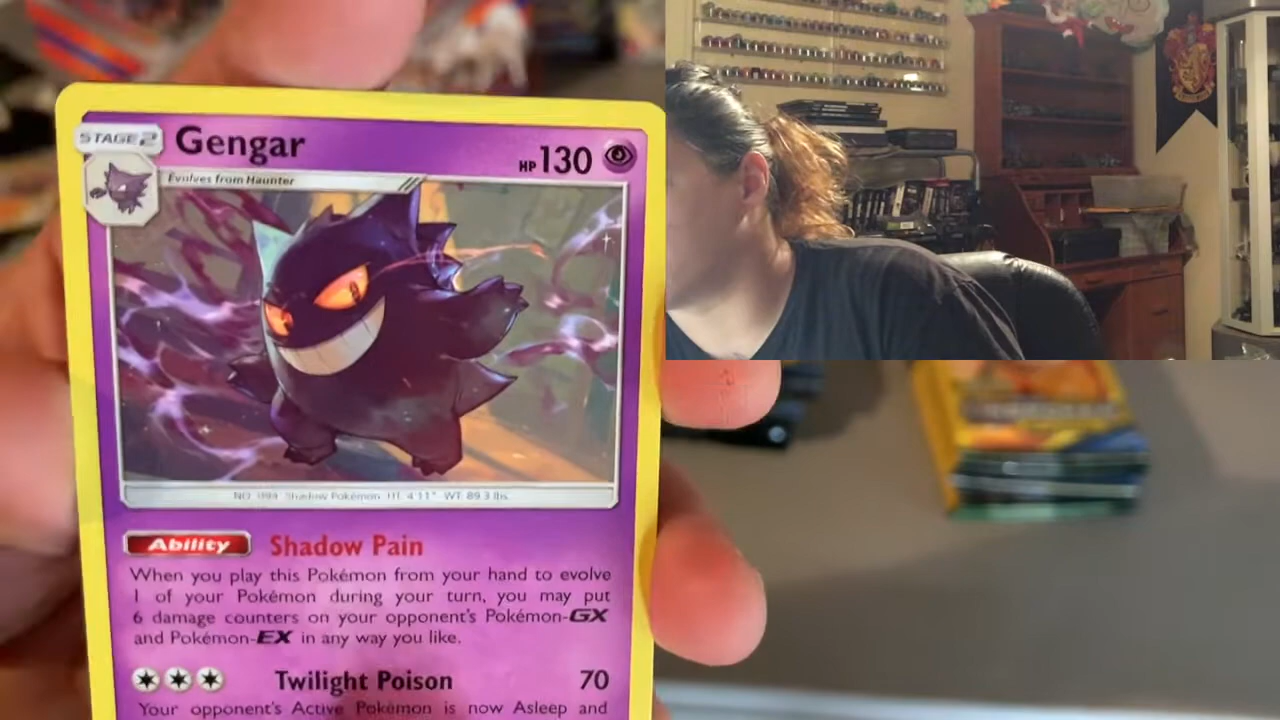 STAGE 2
Gengar
HP 130
Evolves from Haunter
NO. 094 Shadow Pokémon HT: 4'11" WT: 89.3 lbs.
Ability Shadow Pain
When you play this Pokémon from your hand to evolve
1 of your Pokémon during your turn, you may put
6 damage counters on your opponent's Pokémon-GX
and Pokémon-EX in any way you like.
Twilight Poison 70
Your opponent's Active Pokémon is now Asleep and